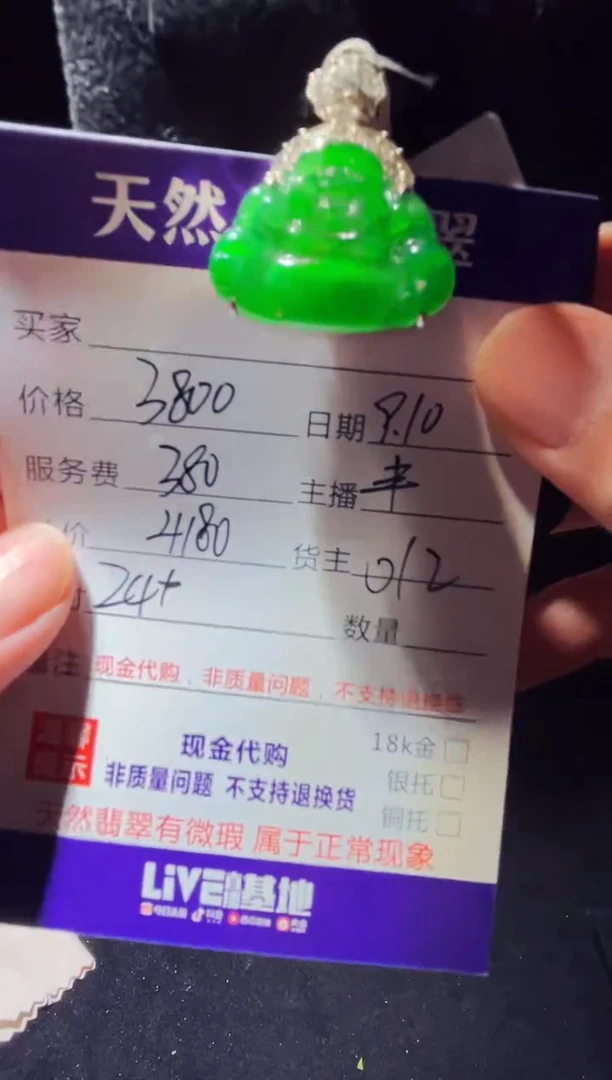 天然 翠
买家
价格 3800 日期 9.10
服务费 380 主播 丰
价 4180 货主 012
24+ 数量
注 现金代购，非质量问题，不支持退换货
现金代购 18k金
非质量问题 不支持退换货 银托
铜托
天然翡翠有微瑕 属于正常现象
LIVE 基地